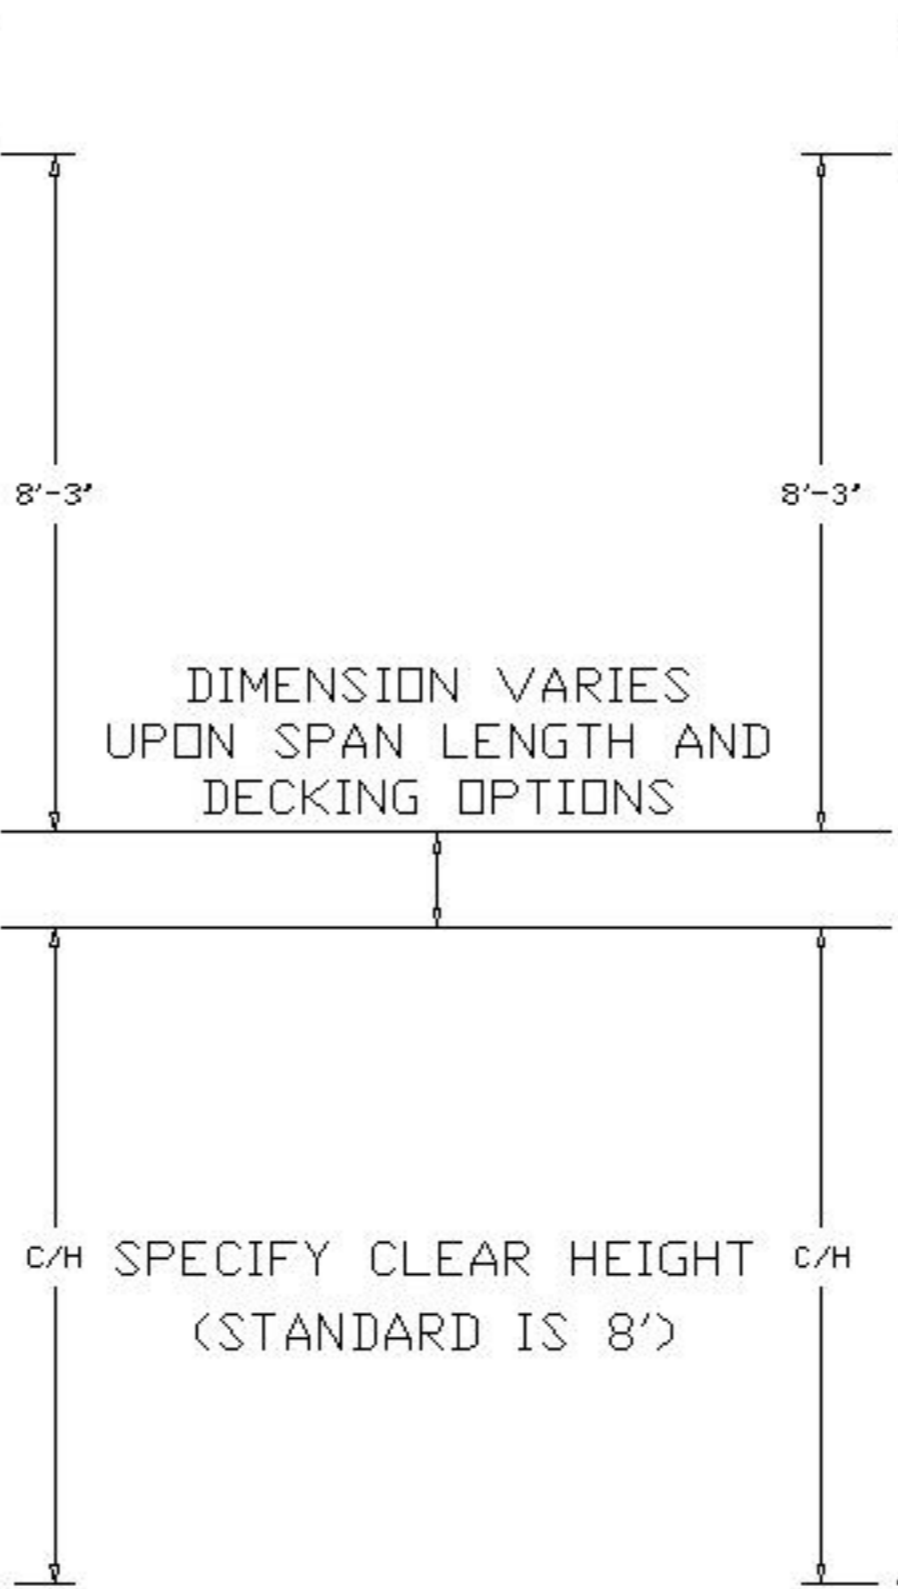 8'-3" 8'-3"
DIMENSION VARIES
UPON SPAN LENGTH AND
DECKING OPTIONS
C/H SPECIFY CLEAR HEIGHT C/H
(STANDARD IS 8')